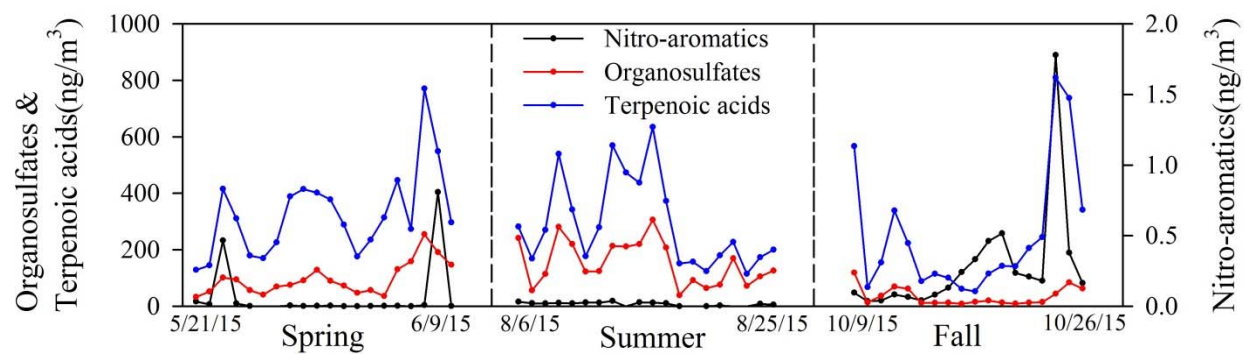 Organosulfates &
Terpenoic acids(ng/m³)
1000
800
600
400
200
0
Nitro-aromatics
Organosulfates
Terpenoic acids
2.0
1.5
1.0
0.5
0.0
Nitro-aromatics(ng/m³)
5/21/15
6/9/15
8/6/15
8/25/15
10/9/15
10/26/15
Spring
Summer
Fall